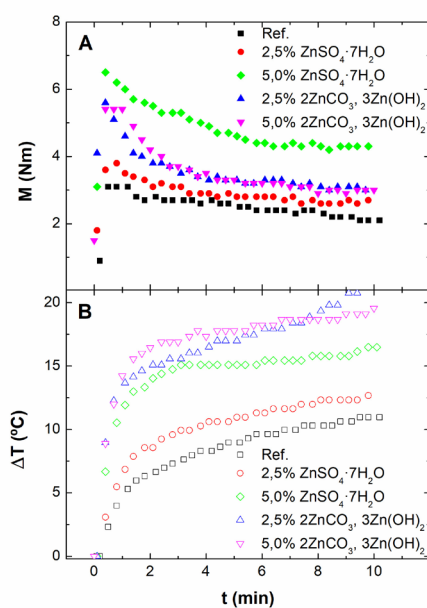 A
Ref.
2,5% ZnSO4·7H2O
5,0% ZnSO4·7H2O
2,5% 2ZnCO3, 3Zn(OH)2
5,0% 2ZnCO3, 3Zn(OH)2
M (Nm)
8
6
4
2
B
20
15
10
5
0
ΔT (ºC)
Ref.
2,5% ZnSO4·7H2O
5,0% ZnSO4·7H2O
2,5% 2ZnCO3, 3Zn(OH)2
5,0% 2ZnCO3, 3Zn(OH)2
0 2 4 6 8 10
t (min)